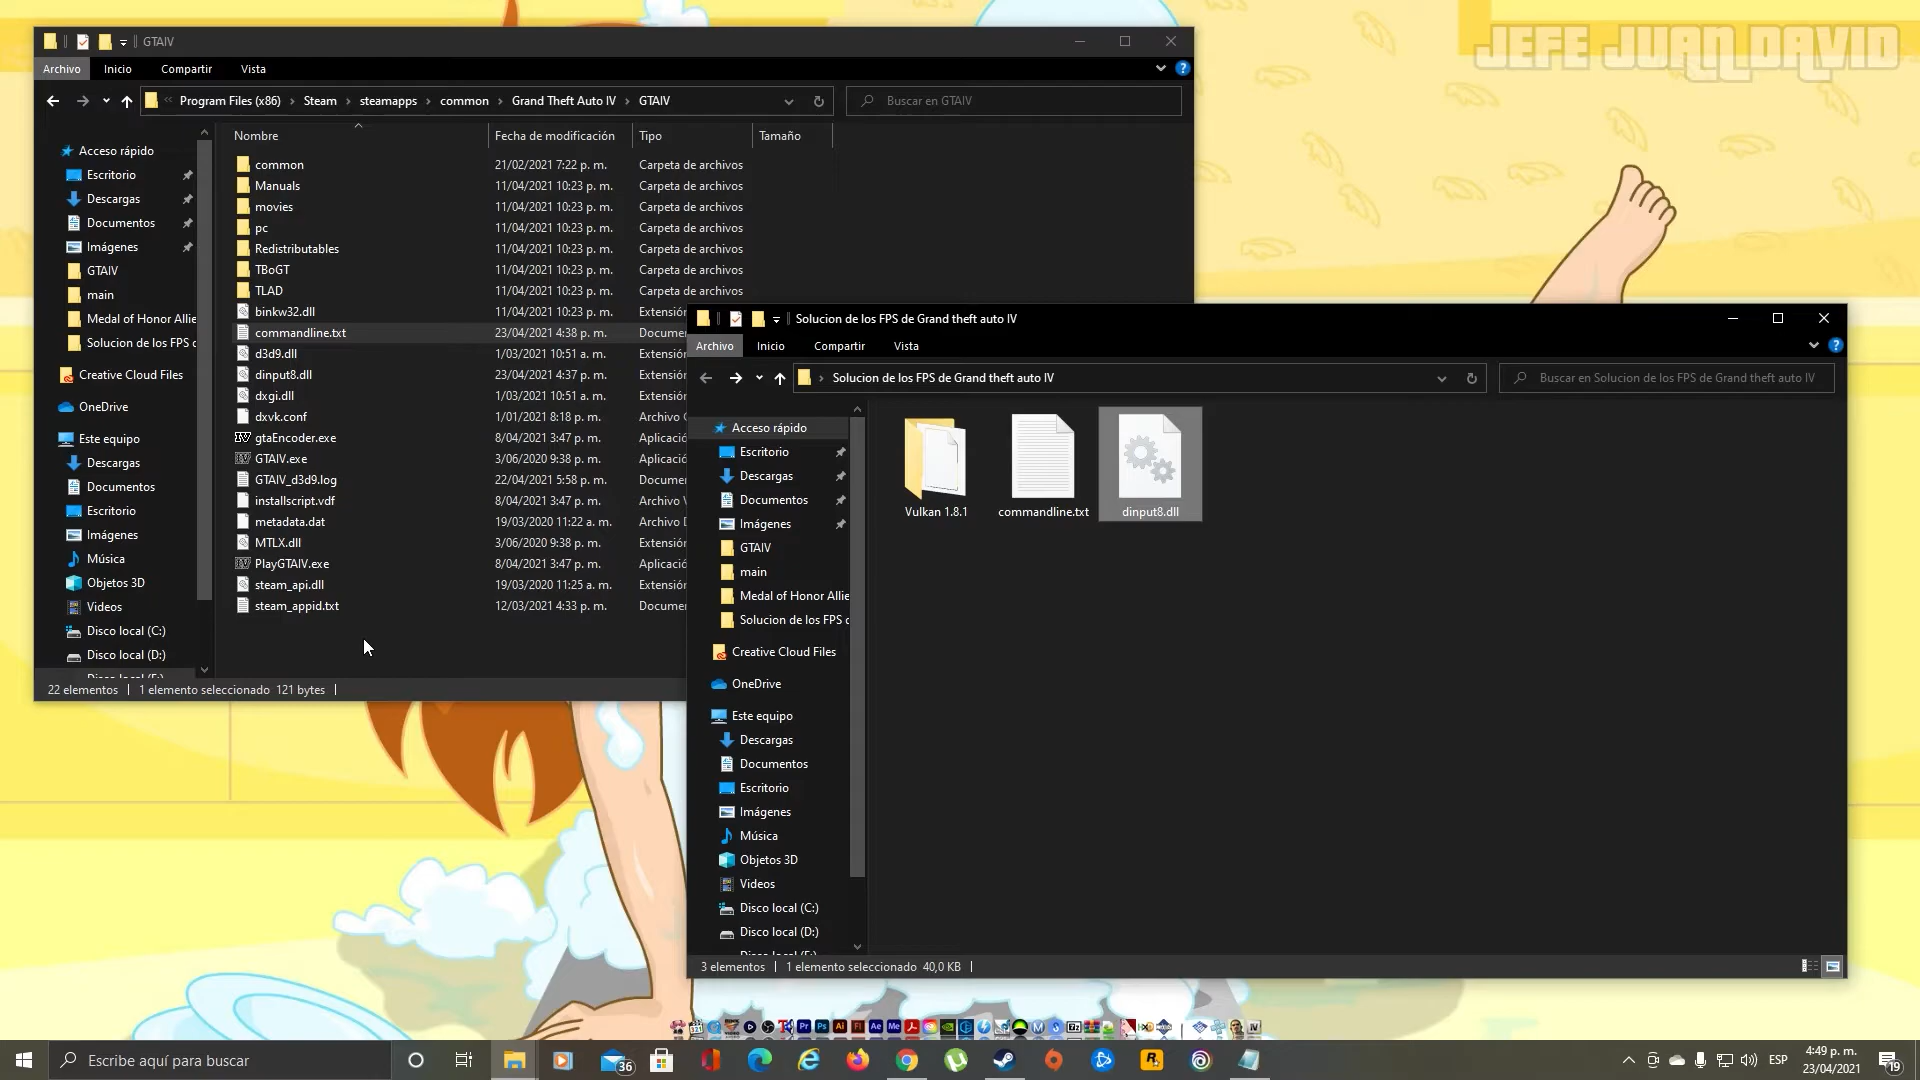 JEFE JUAN DAVID
GTAIV
Archivo Inicio Compartir Vista
Program Files (x86) Steam steamapps common Grand Theft Auto IV GTAIV
Buscar en GTAIV
Nombre Fecha de modificación Tipo Tamaño
Acceso rápido
Escritorio
Descargas
Documentos
Imágenes
GTAIV
main
Medal of Honor Allie
Solucion de los FPS d
Creative Cloud Files
OneDrive
Este equipo
Descargas
Documentos
Escritorio
Imágenes
Música
Objetos 3D
Videos
Disco local (C:)
Disco local (D:)
common 21/02/2021 7:22 p. m. Carpeta de archivos
Manuals 11/04/2021 10:23 p. m. Carpeta de archivos
movies 11/04/2021 10:23 p. m. Carpeta de archivos
pc 11/04/2021 10:23 p. m. Carpeta de archivos
Redistributables 11/04/2021 10:23 p. m. Carpeta de archivos
TBoGT 11/04/2021 10:23 p. m. Carpeta de archivos
TLAD 11/04/2021 10:23 p. m. Carpeta de archivos
binkw32.dll 11/04/2021 10:23 p. m. Extensió
commandline.txt 23/04/2021 4:38 p. m. Docume
d3d9.dll 1/03/2021 10:51 a. m. Extensió
dinput8.dll 23/04/2021 4:37 p. m. Extensió
dxgi.dll 1/03/2021 10:51 a. m. Extensió
dxvk.conf 1/01/2021 8:18 p. m. Archivo C
gtaEncoder.exe 8/04/2021 3:47 p. m. Aplicació
GTAIV.exe 3/06/2020 9:38 p. m. Aplicació
GTAIV_d3d9.log 22/04/2021 5:58 p. m. Docume
installscript.vdf 8/04/2021 3:47 p. m. Archivo V
metadata.dat 19/03/2020 11:22 a. m. Archivo D
MTLX.dll 3/06/2020 9:38 p. m. Extensió
PlayGTAIV.exe 8/04/2021 3:47 p. m. Aplicació
steam_api.dll 19/03/2020 11:25 a. m. Extensió
steam_appid.txt 12/03/2021 4:33 p. m. Docume
22 elementos 1 elemento seleccionado 121 bytes
Solucion de los FPS de Grand theft auto IV
Archivo Inicio Compartir Vista
Solucion de los FPS de Grand theft auto IV
Buscar en Solucion de los FPS de Grand theft auto IV
Acceso rápido
Escritorio
Descargas
Documentos
Imágenes
GTAIV
main
Medal of Honor Allie
Solucion de los FPS d
Creative Cloud Files
OneDrive
Este equipo
Descargas
Documentos
Escritorio
Imágenes
Música
Objetos 3D
Videos
Disco local (C:)
Disco local (D:)
Vulkan 1.8.1 commandline.txt dinput8.dll
3 elementos 1 elemento seleccionado 40,0 KB
Escribe aquí para buscar
36
ESP
4:49 p. m.
23/04/2021
19